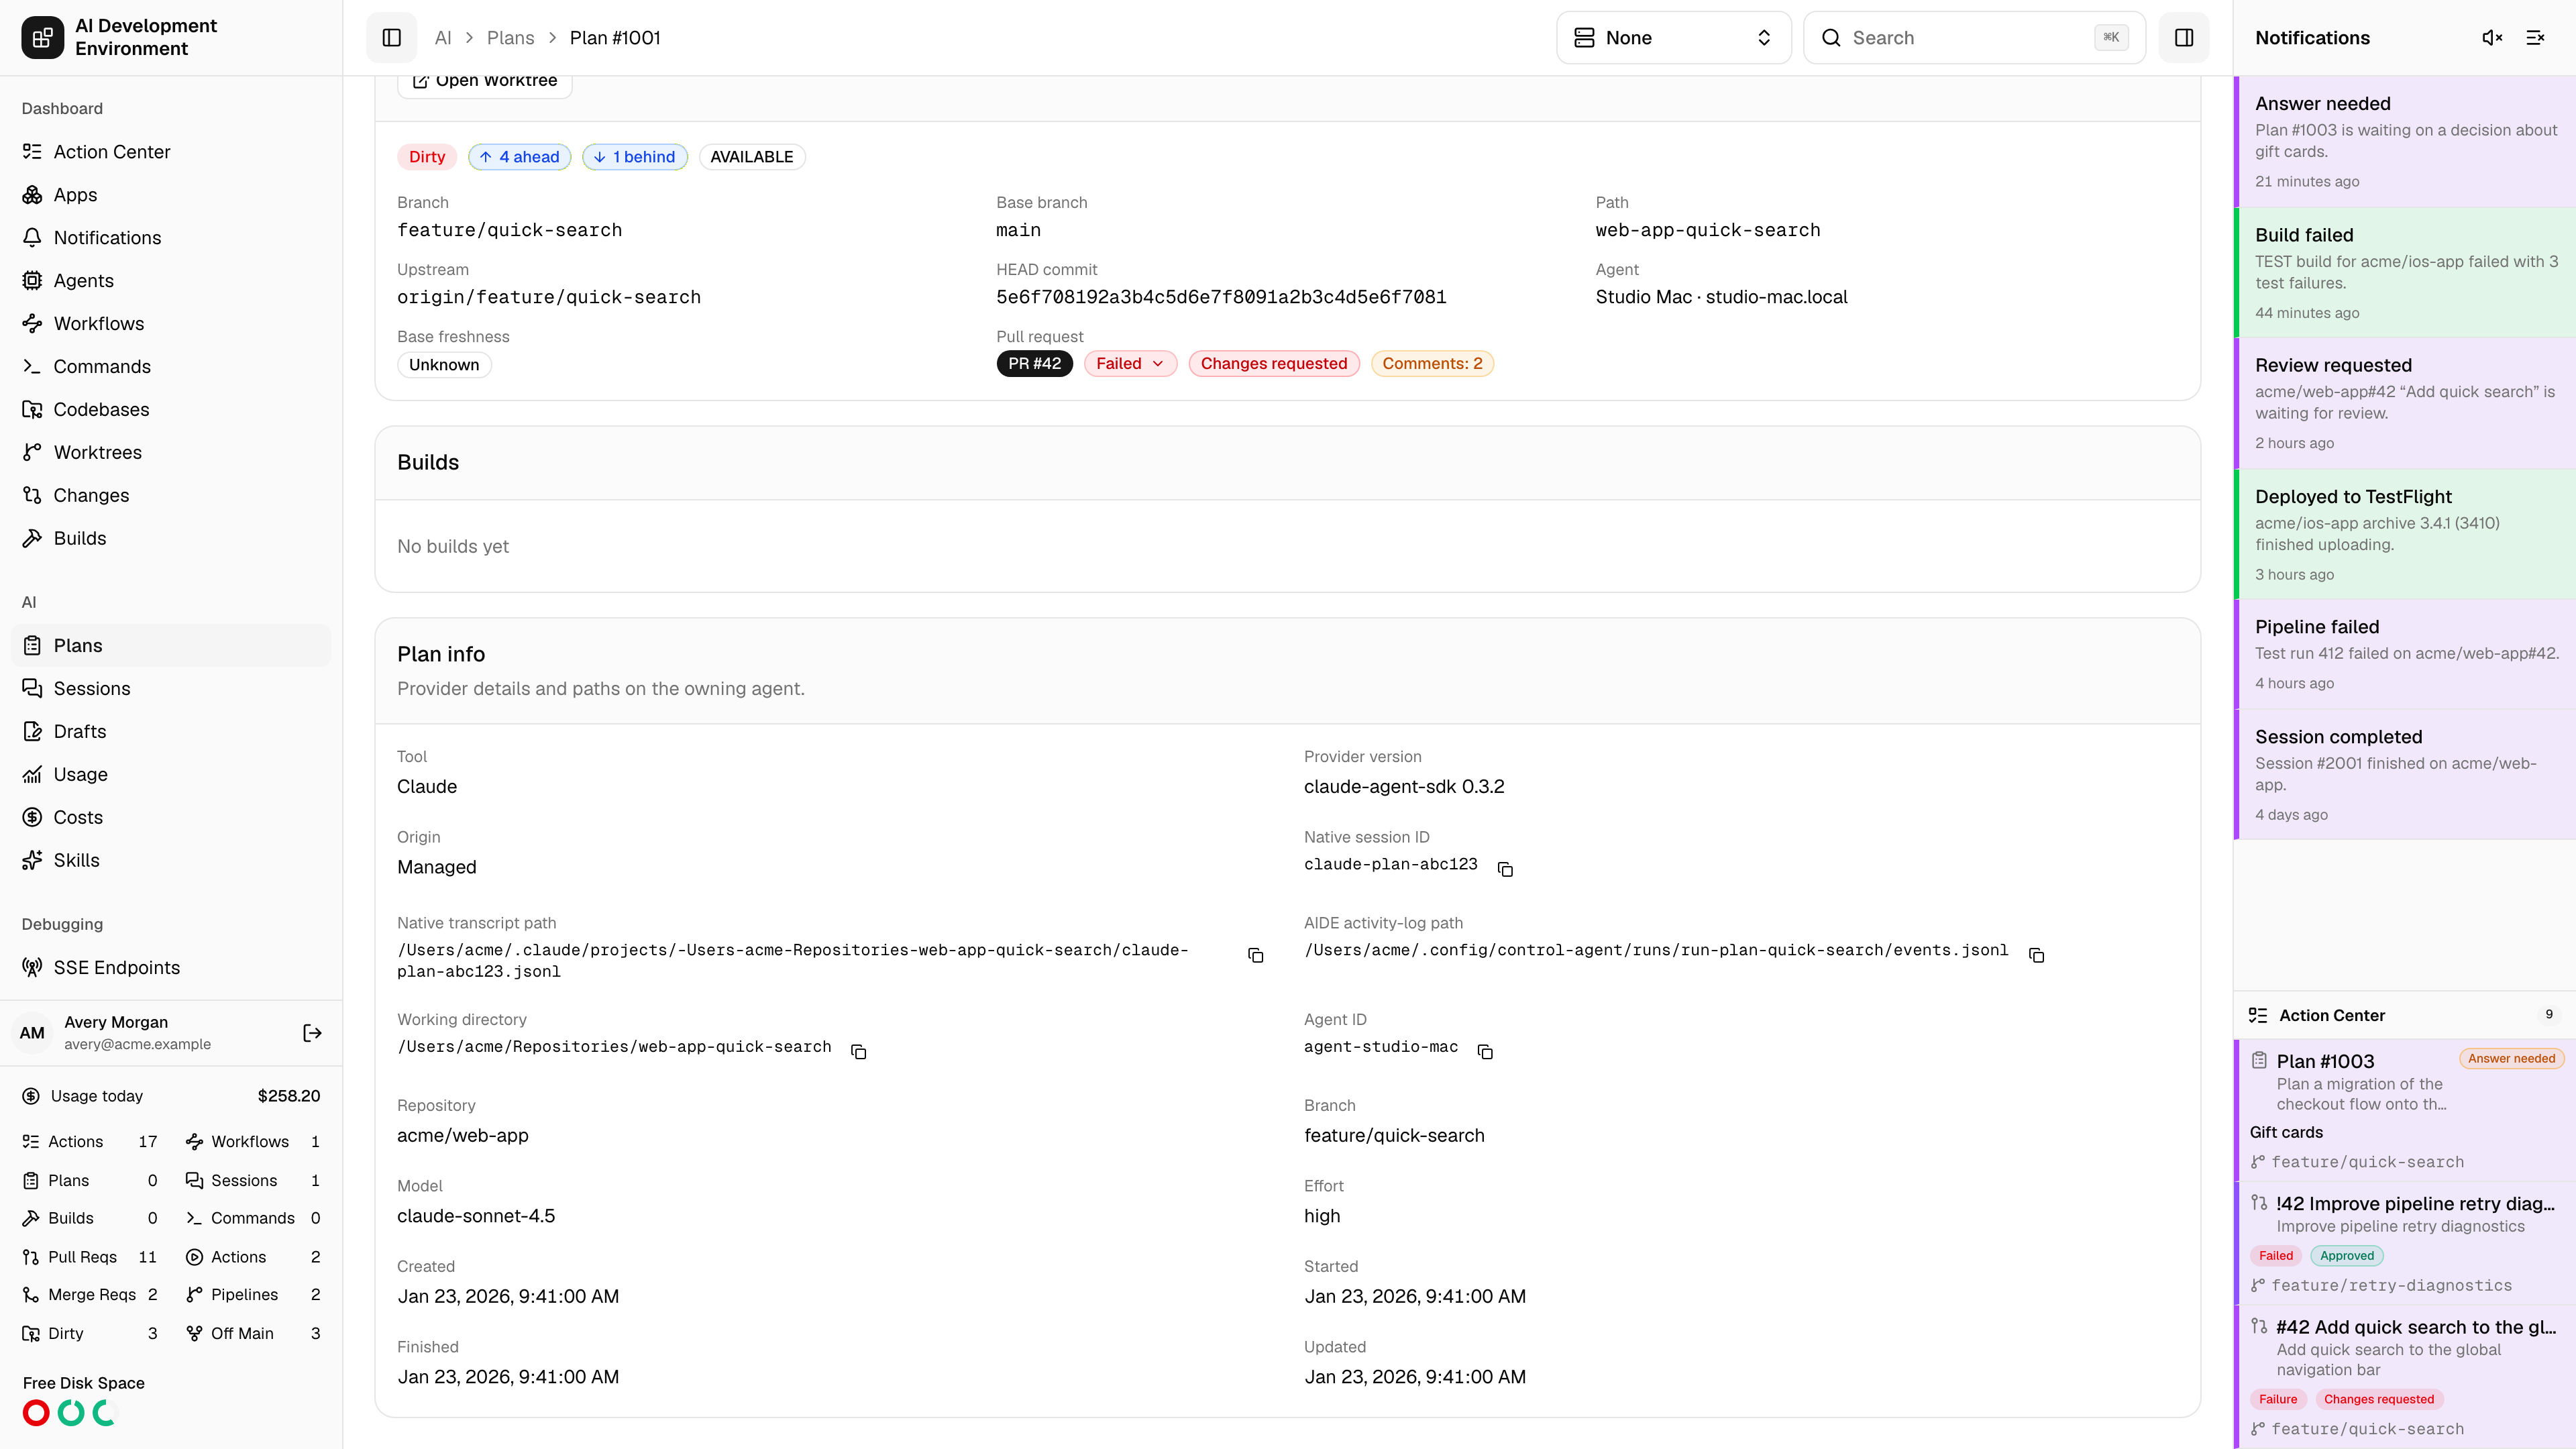 AI Development
Environment
Dashboard
Action Center
Apps
Notifications
Agents
Workflows
Commands
Codebases
Worktrees
Changes
Builds
AI
Plans
Sessions
Drafts
Usage
Costs
Skills
Debugging
SSE Endpoints
AM
Avery Morgan
avery@acme.example
Usage today $258.20
Actions 17 Workflows 1
Plans 0 Sessions 1
Builds 0 Commands 0
Pull Reqs 11 Actions 2
Merge Reqs 2 Pipelines 2
Dirty 3 Off Main 3
Free Disk Space
AI > Plans > Plan #1001
None
Search ⌘K
Open Worktree
Dirty 4 ahead 1 behind AVAILABLE
Branch Base branch Path
feature/quick-search main web-app-quick-search
Upstream HEAD commit Agent
origin/feature/quick-search 5e6f708192a3b4c5d6e7f8091a2b3c4d5e6f7081 Studio Mac · studio-mac.local
Base freshness Pull request
Unknown PR #42 Failed Changes requested Comments: 2
Builds
No builds yet
Plan info
Provider details and paths on the owning agent.
Tool Provider version
Claude claude-agent-sdk 0.3.2
Origin Native session ID
Managed claude-plan-abc123
Native transcript path AIDE activity-log path
/Users/acme/.claude/projects/-Users-acme-Repositories-web-app-quick-search/claude- /Users/acme/.config/control-agent/runs/run-plan-quick-search/events.jsonl
plan-abc123.jsonl
Working directory Agent ID
/Users/acme/Repositories/web-app-quick-search agent-studio-mac
Repository Branch
acme/web-app feature/quick-search
Model Effort
claude-sonnet-4.5 high
Created Started
Jan 23, 2026, 9:41:00 AM Jan 23, 2026, 9:41:00 AM
Finished Updated
Jan 23, 2026, 9:41:00 AM Jan 23, 2026, 9:41:00 AM
Notifications
Answer needed
Plan #1003 is waiting on a decision about
gift cards.
21 minutes ago
Build failed
TEST build for acme/ios-app failed with 3
test failures.
44 minutes ago
Review requested
acme/web-app#42 “Add quick search” is
waiting for review.
2 hours ago
Deployed to TestFlight
acme/ios-app archive 3.4.1 (3410)
finished uploading.
3 hours ago
Pipeline failed
Test run 412 failed on acme/web-app#42.
4 hours ago
Session completed
Session #2001 finished on acme/web-
app.
4 days ago
Action Center 9
Plan #1003 Answer needed
Plan a migration of the
checkout flow onto th…
Gift cards
feature/quick-search
!42 Improve pipeline retry diag…
Improve pipeline retry diagnostics
Failed Approved
feature/retry-diagnostics
#42 Add quick search to the gl…
Add quick search to the global
navigation bar
Failure Changes requested
feature/quick-search